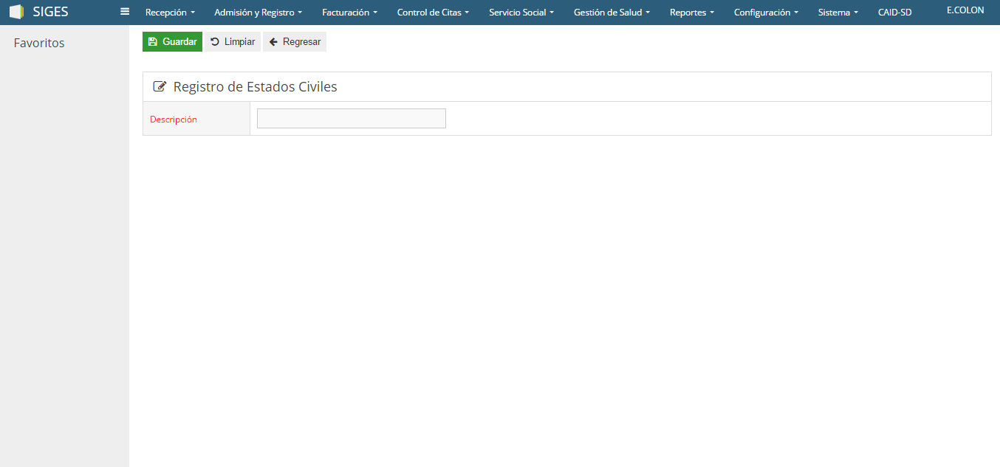 SIGES
Recepción Admisión y Registro Facturación Control de Citas Servicio Social Gestión de Salud Reportes Configuración Sistema CAID-SD E.COLON
Favoritos
Guardar Limpiar Regresar
Registro de Estados Civiles
Descripción